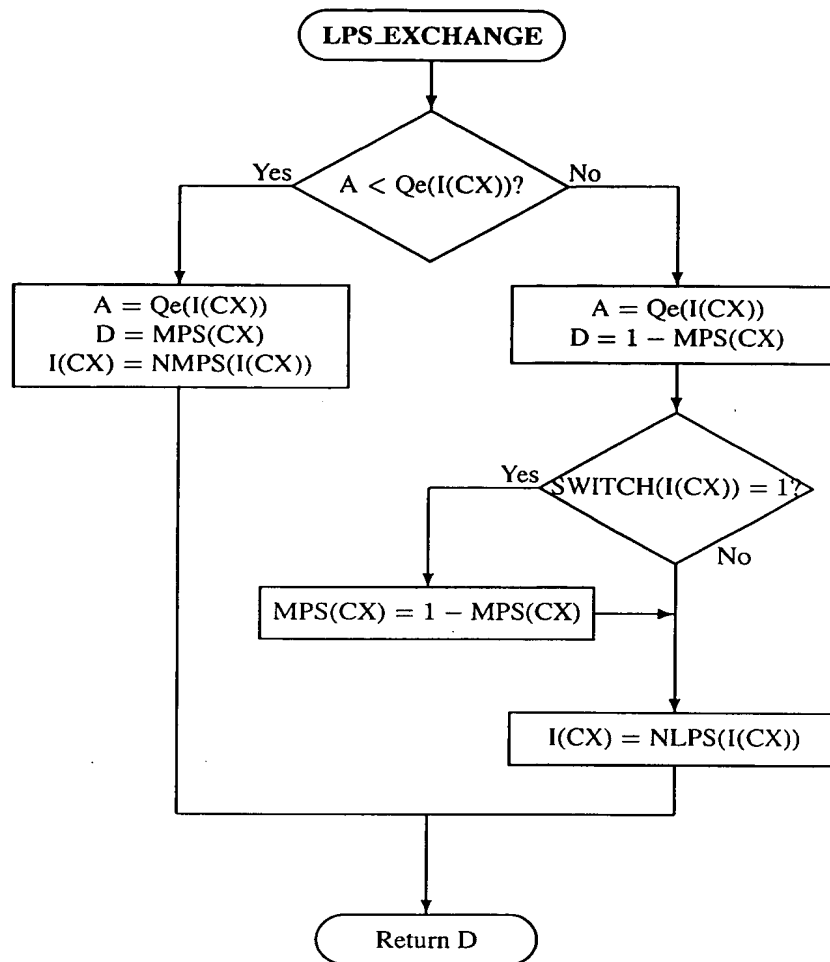 LPS_EXCHANGE
A < Qe(I(CX))?
Yes
No
A = Qe(I(CX))
D = MPS(CX)
I(CX) = NMPS(I(CX))
A = Qe(I(CX))
D = 1 − MPS(CX)
SWITCH(I(CX)) = 1?
Yes
No
MPS(CX) = 1 − MPS(CX)
I(CX) = NLPS(I(CX))
Return D